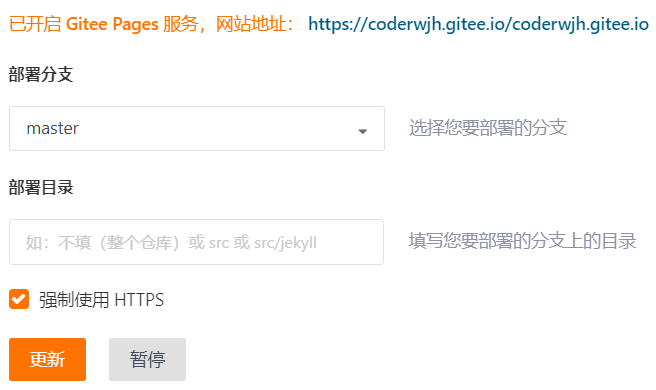 已开启 Gitee Pages 服务，网站地址： https://coderwjh.gitee.io/coderwjh.gitee.io
部署分支
master 选择您要部署的分支
部署目录
如：不填（整个仓库）或 src 或 src/jekyll 填写您要部署的分支上的目录
强制使用 HTTPS
更新 暂停